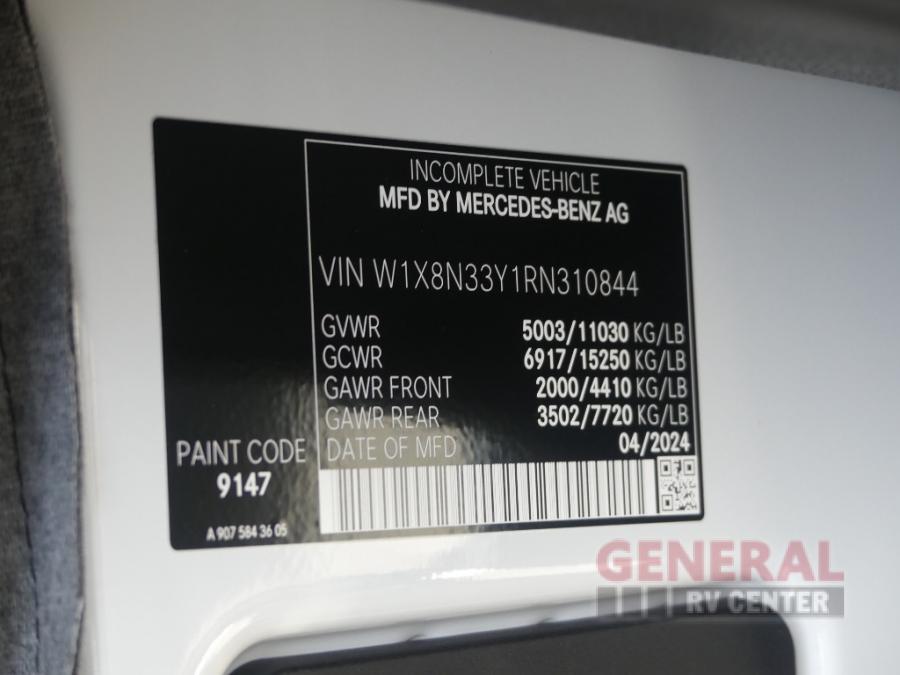 INCOMPLETE VEHICLE
MFD BY MERCEDES-BENZ AG
VIN W1X8N33Y1RN310844
GVWR 5003/11030 KG/LB
GCWR 6917/15250 KG/LB
GAWR FRONT 2000/4410 KG/LB
GAWR REAR 3502/7720 KG/LB
DATE OF MFD 04/2024
PAINT CODE
9147
A 907 584 36 05
GENERAL
RV CENTER